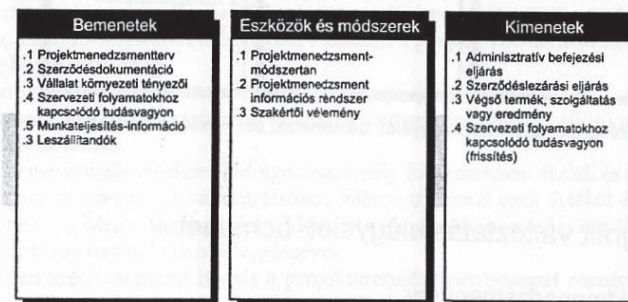 Bemenetek
.1 Projektmenedzsmentterv
.2 Szerződésdokumentáció
.3 Vállalat környezeti tényezői
.4 Szervezeti folyamatokhoz
kapcsolódó tudásvagyon
.5 Munkateljesítés-információ
.3 Leszállítandók
Eszközök és módszerek
.1 Projektmenedzsment-
módszertan
.2 Projektmenedzsment
információs rendszer
.3 Szakértői vélemény
Kimenetek
.1 Adminisztratív befejezési
eljárás
.2 Szerződéslezárási eljárás
.3 Végső termék, szolgáltatás
vagy eredmény
.4 Szervezeti folyamatokhoz
kapcsolódó tudásvagyon
(frissítés)